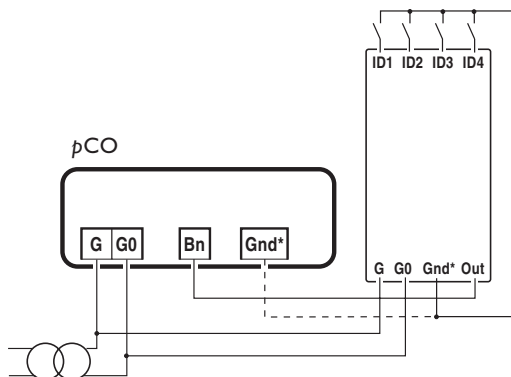 ID1 ID2 ID3 ID4
pCO
G G0 Bn Gnd*
G G0 Gnd* Out